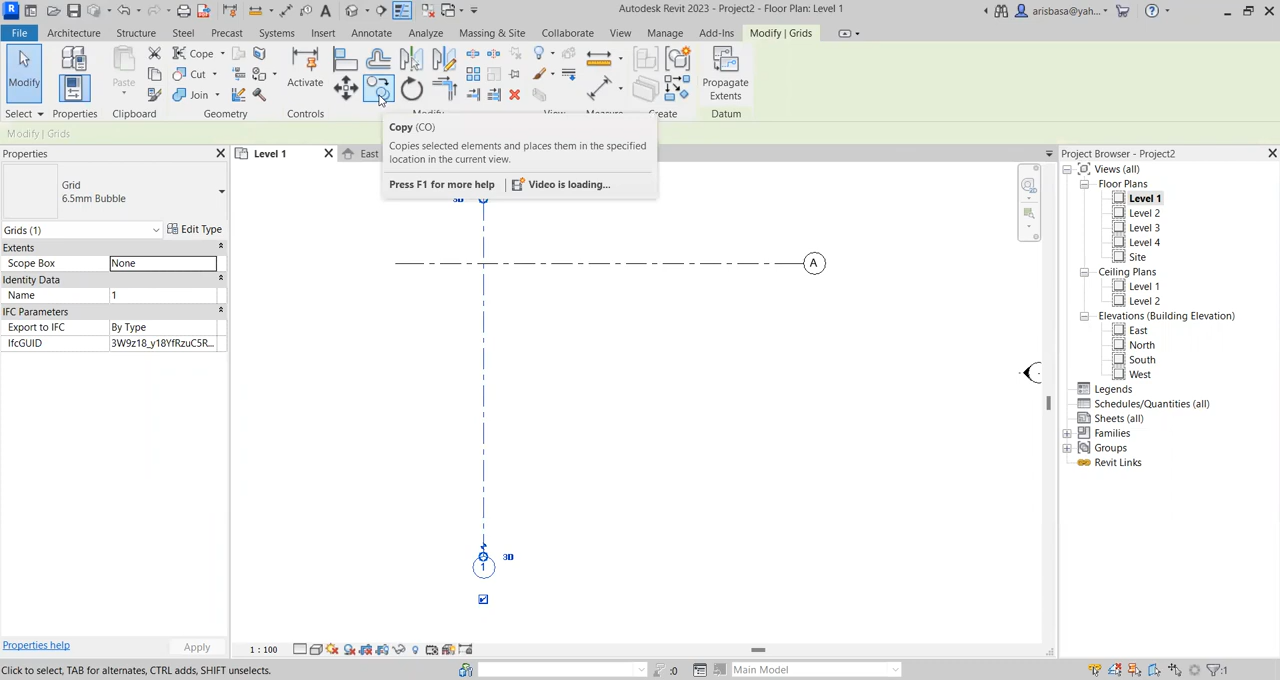 Autodesk Revit 2023 - Project2 - Floor Plan: Level 1
arisbasa@yah...
File
Architecture
Structure
Steel
Precast
Systems
Insert
Annotate
Analyze
Massing & Site
Collaborate
View
Manage
Add-Ins
Modify | Grids
Modify
Paste
Cope
Cut
Join
Activate
Propagate
Extents
Select
Properties
Clipboard
Geometry
Controls
Modify
View
Measure
Create
Datum
Modify | Grids
Copy (CO)
Copies selected elements and places them in the specified
location in the current view.
Press F1 for more help
Video is loading...
Properties
Grid
6.5mm Bubble
Grids (1)
Edit Type
Extents
Scope Box
None
Identity Data
Name
1
IFC Parameters
Export to IFC
By Type
IfcGUID
3W9z18_y18YfRzuC5R...
Properties help
Apply
Level 1
East
3D
A
3D
1
Project Browser - Project2
Views (all)
Floor Plans
Level 1
Level 2
Level 3
Level 4
Site
Ceiling Plans
Level 1
Level 2
Elevations (Building Elevation)
East
North
South
West
Legends
Schedules/Quantities (all)
Sheets (all)
Families
Groups
Revit Links
1 : 100
Click to select, TAB for alternates, CTRL adds, SHIFT unselects.
:0
Main Model
:1